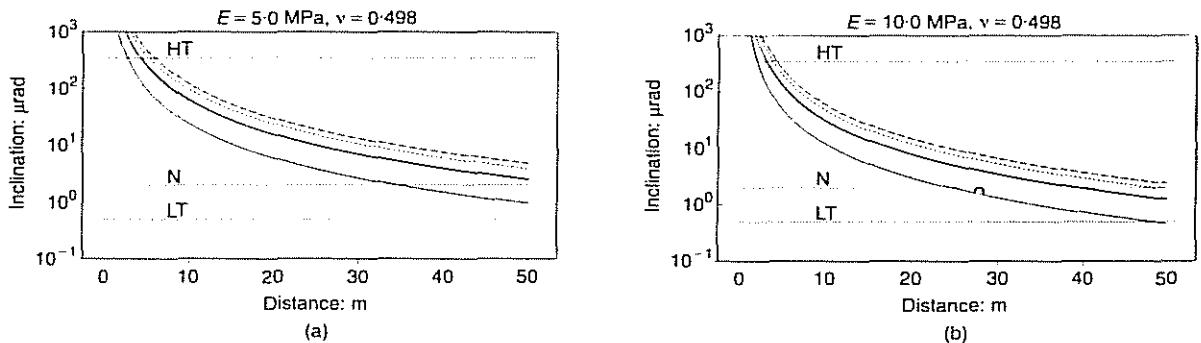 E = 5·0 MPa, ν = 0·498
Inclination: µrad
10³
10²
10¹
10⁰
10⁻¹
HT
N
LT
0 10 20 30 40 50
Distance: m
(a)
E = 10·0 MPa, ν = 0·498
Inclination: µrad
10³
10²
10¹
10⁰
10⁻¹
HT
N
LT
0 10 20 30 40 50
Distance: m
(b)